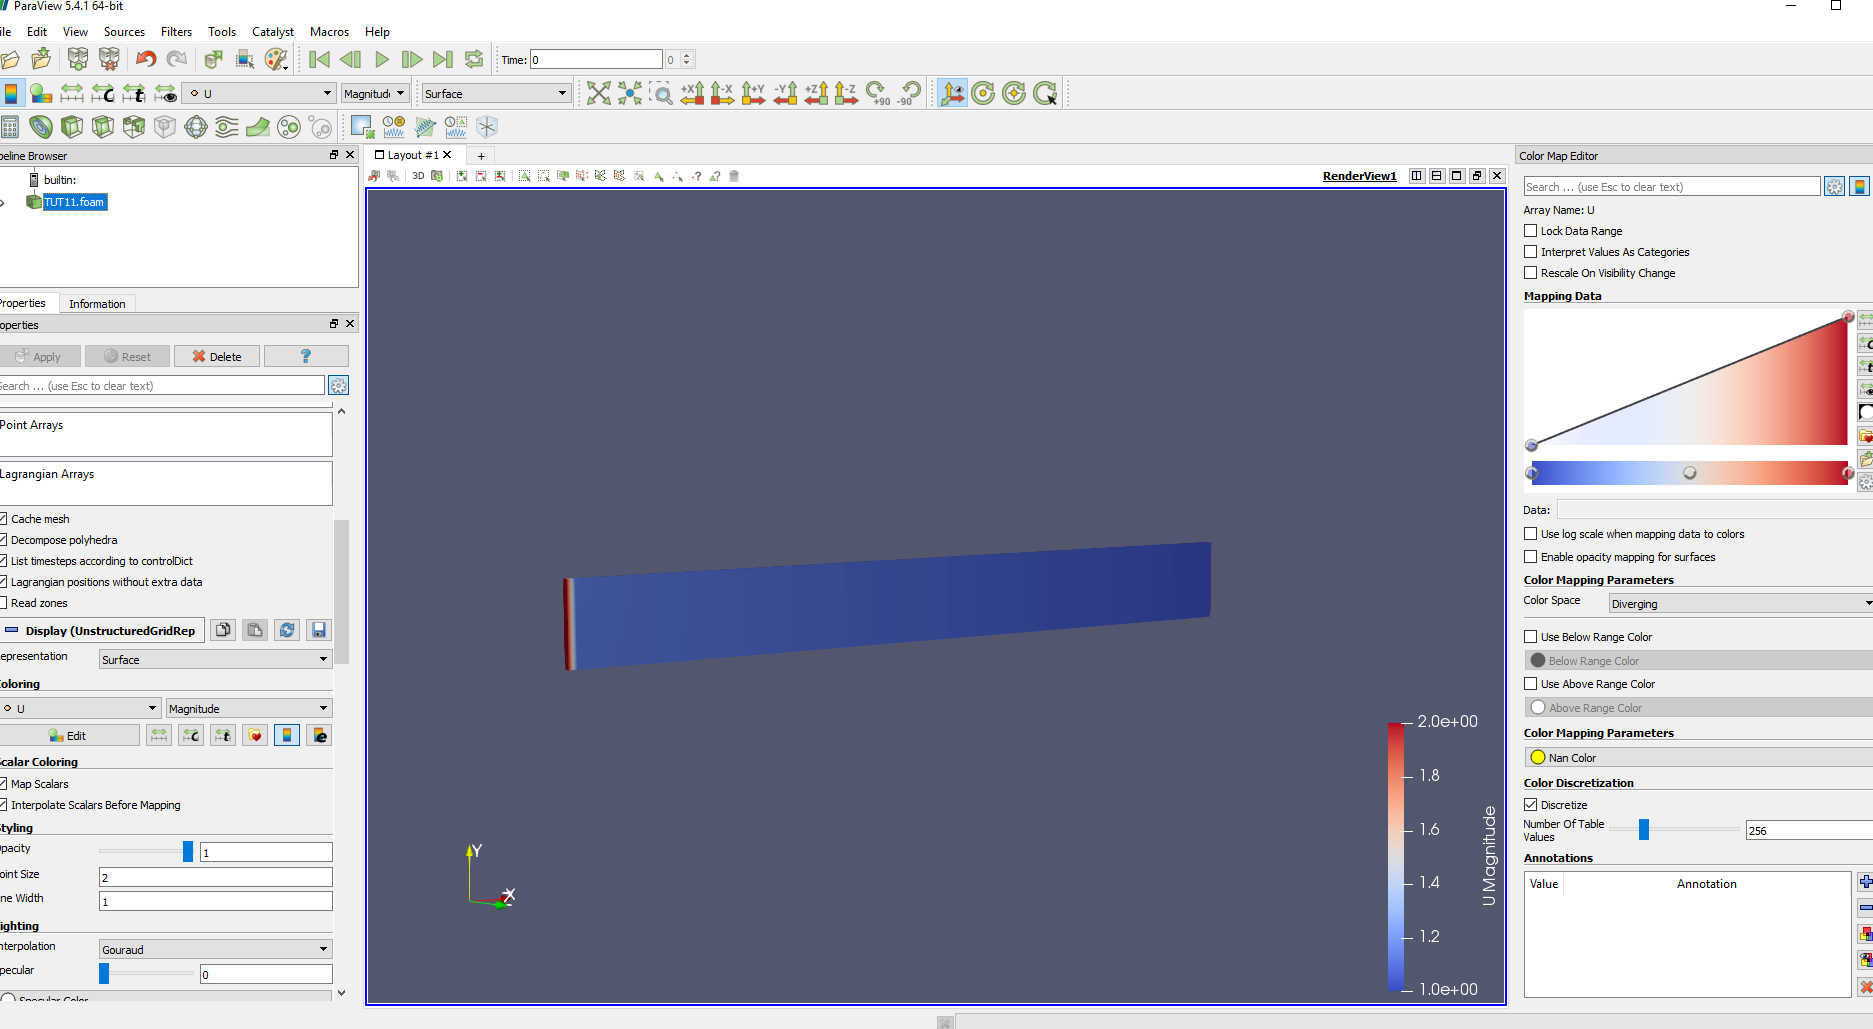 ParaView 5.4.1 64-bit
ile Edit View Sources Filters Tools Catalyst Macros Help
Time: 0 0
U Magnitude Surface +X -X +Y -Y +Z -Z +90 -90
peline Browser
builtin:
TUT11.foam
Properties Information
operties
Apply Reset Delete ?
Search ... (use Esc to clear text)
Point Arrays
Lagrangian Arrays
Cache mesh
Decompose polyhedra
List timesteps according to controlDict
Lagrangian positions without extra data
Read zones
Display (UnstructuredGridRep
epresentation Surface
oloring
U Magnitude
Edit
Scalar Coloring
Map Scalars
Interpolate Scalars Before Mapping
Styling
pacity 1
oint Size 2
ne Width 1
ighting
nterpolation Gouraud
pecular 0
Specular Color
Layout #1 +
3D RenderView1
Y
X
2.0e+00
1.8
1.6
1.4
1.2
1.0e+00
U Magnitude
Color Map Editor
Search ... (use Esc to clear text)
Array Name: U
Lock Data Range
Interpret Values As Categories
Rescale On Visibility Change
Mapping Data
Data:
Use log scale when mapping data to colors
Enable opacity mapping for surfaces
Color Mapping Parameters
Color Space Diverging
Use Below Range Color
Below Range Color
Use Above Range Color
Above Range Color
Color Mapping Parameters
Nan Color
Color Discretization
Discretize
Number Of Table
Values 256
Annotations
Value Annotation